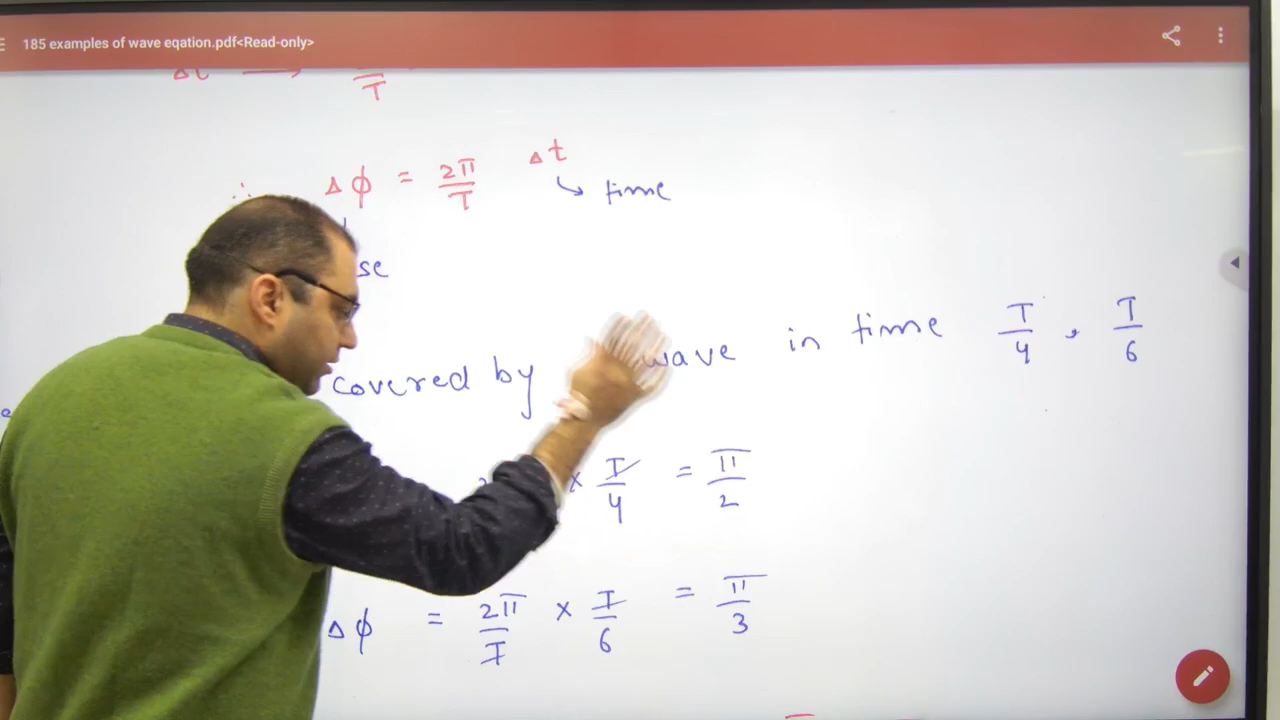 185 examples of wave eqation.pdf<Read-only>
T
∴ Δφ = 2π/T Δt
↳ time
se
covered by wave in time T/4 , T/6
× T/4 = π/2
Δφ = 2π/T × T/6 = π/3